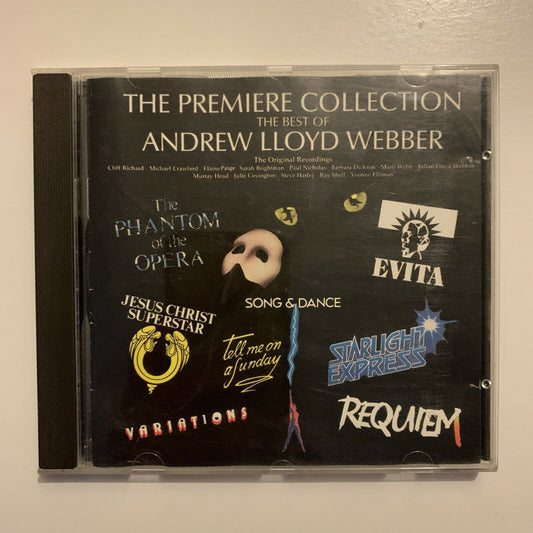 THE PREMIERE COLLECTION
THE BEST OF
ANDREW LLOYD WEBBER
The Original Recordings
Cliff Richard Michael Crawford Elaine Paige Sarah Brightman Paul Nicholas Barbara Dickson Marti Webb Julian Lloyd Webber
Murray Head Julie Covington Steve Harley Ray Shell Yvonne Elliman
The
PHANTOM
of the
OPERA
EVITA
JESUS CHRIST
SUPERSTAR
SONG & DANCE
Tell me on
a Sunday
STARLIGHT
EXPRESS
VARIATIONS
REQUIEM